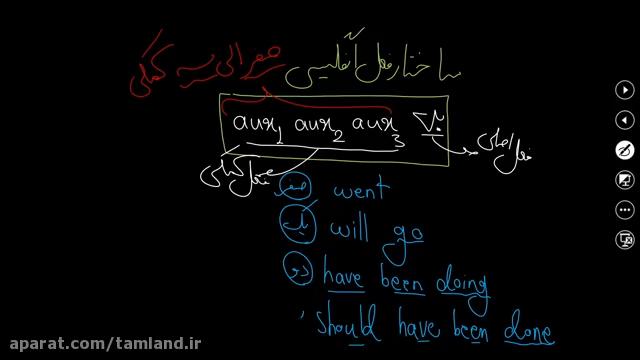 ساختار فعل انگلیسی صفر الی سه کمکی
aux1 aux2 aux3 V.
فعل کمکی فعل اصلی
صفر went
یک will go
دو have been doing
should have been done
aparat.com/tamland.ir